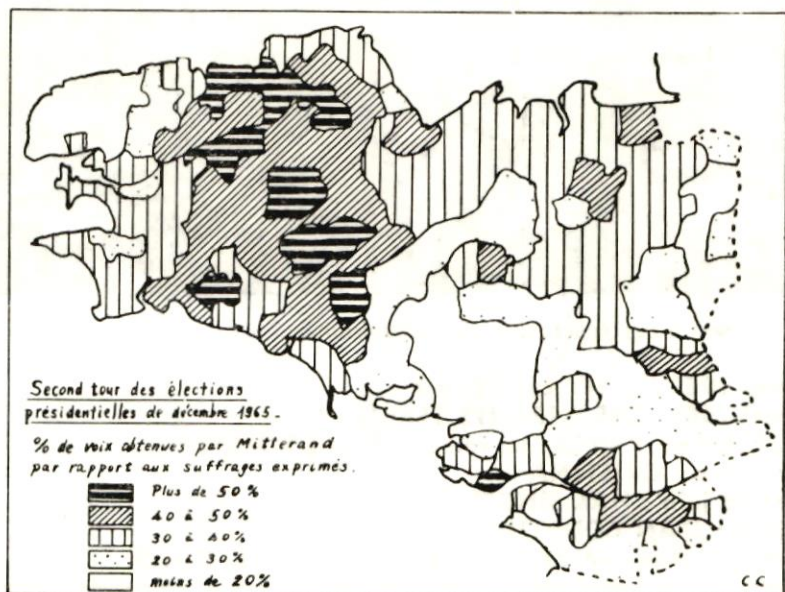 Second tour des élections
présidentielles de décembre 1965.
% de voix obtenues par Mitterand
par rapport aux suffrages exprimés.
Plus de 50%
40 à 50%
30 à 40%
20 à 30%
moins de 20%
C C